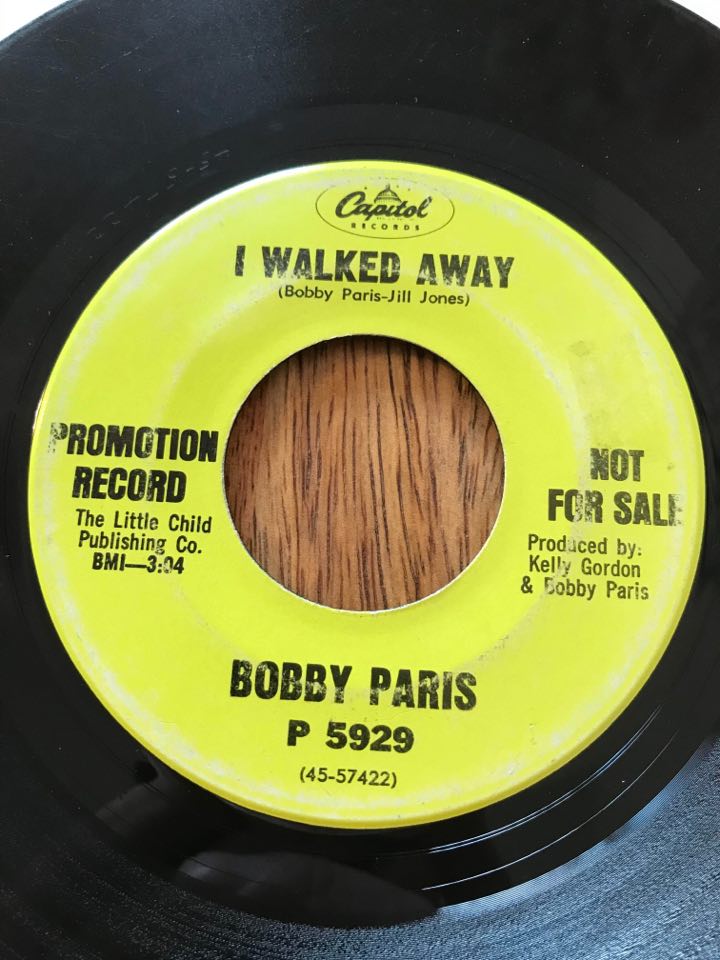 Capitol
RECORDS
I WALKED AWAY
(Bobby Paris-Jill Jones)
PROMOTION
RECORD
The Little Child
Publishing Co.
BMI—3:04
NOT
FOR SALE
Produced by:
Kelly Gordon
& Bobby Paris
BOBBY PARIS
P 5929
(45-57422)